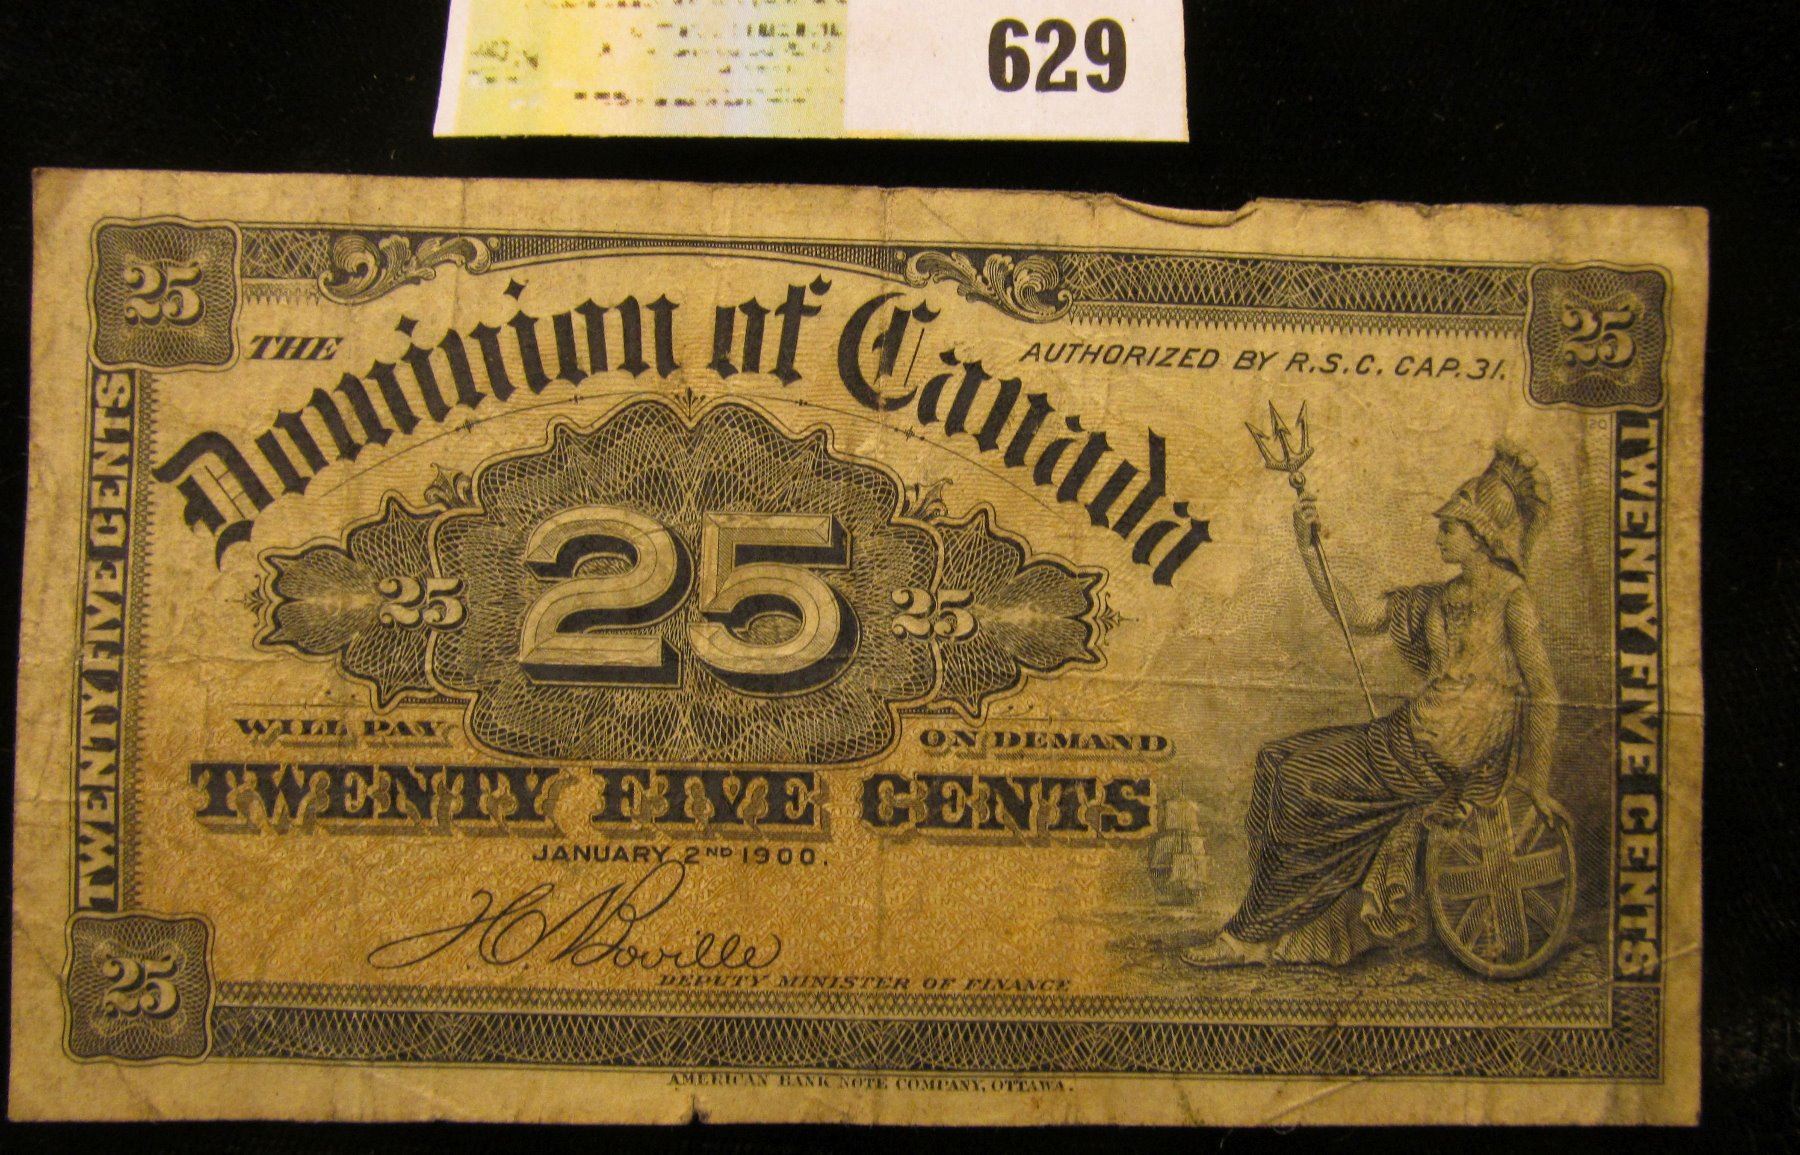 629
25
25
THE
Dominion of Canada
AUTHORIZED BY R.S.C. CAP. 31.
TWENTY FIVE CENTS
TWENTY FIVE CENTS
25
25
25
WILL PAY
ON DEMAND
TWENTY FIVE CENTS
JANUARY 2ND 1900.
H C Boville
DEPUTY MINISTER OF FINANCE
25
AMERICAN BANK NOTE COMPANY, OTTAWA.